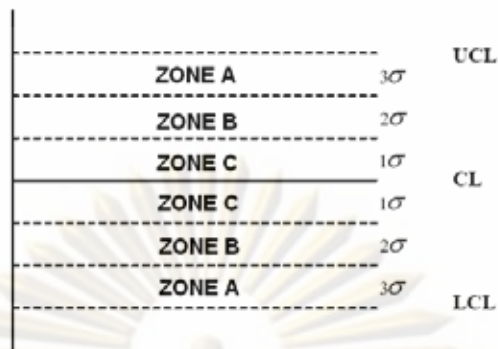 UCL
ZONE A 3σ
ZONE B 2σ
ZONE C 1σ
CL
ZONE C 1σ
ZONE B 2σ
ZONE A 3σ
LCL